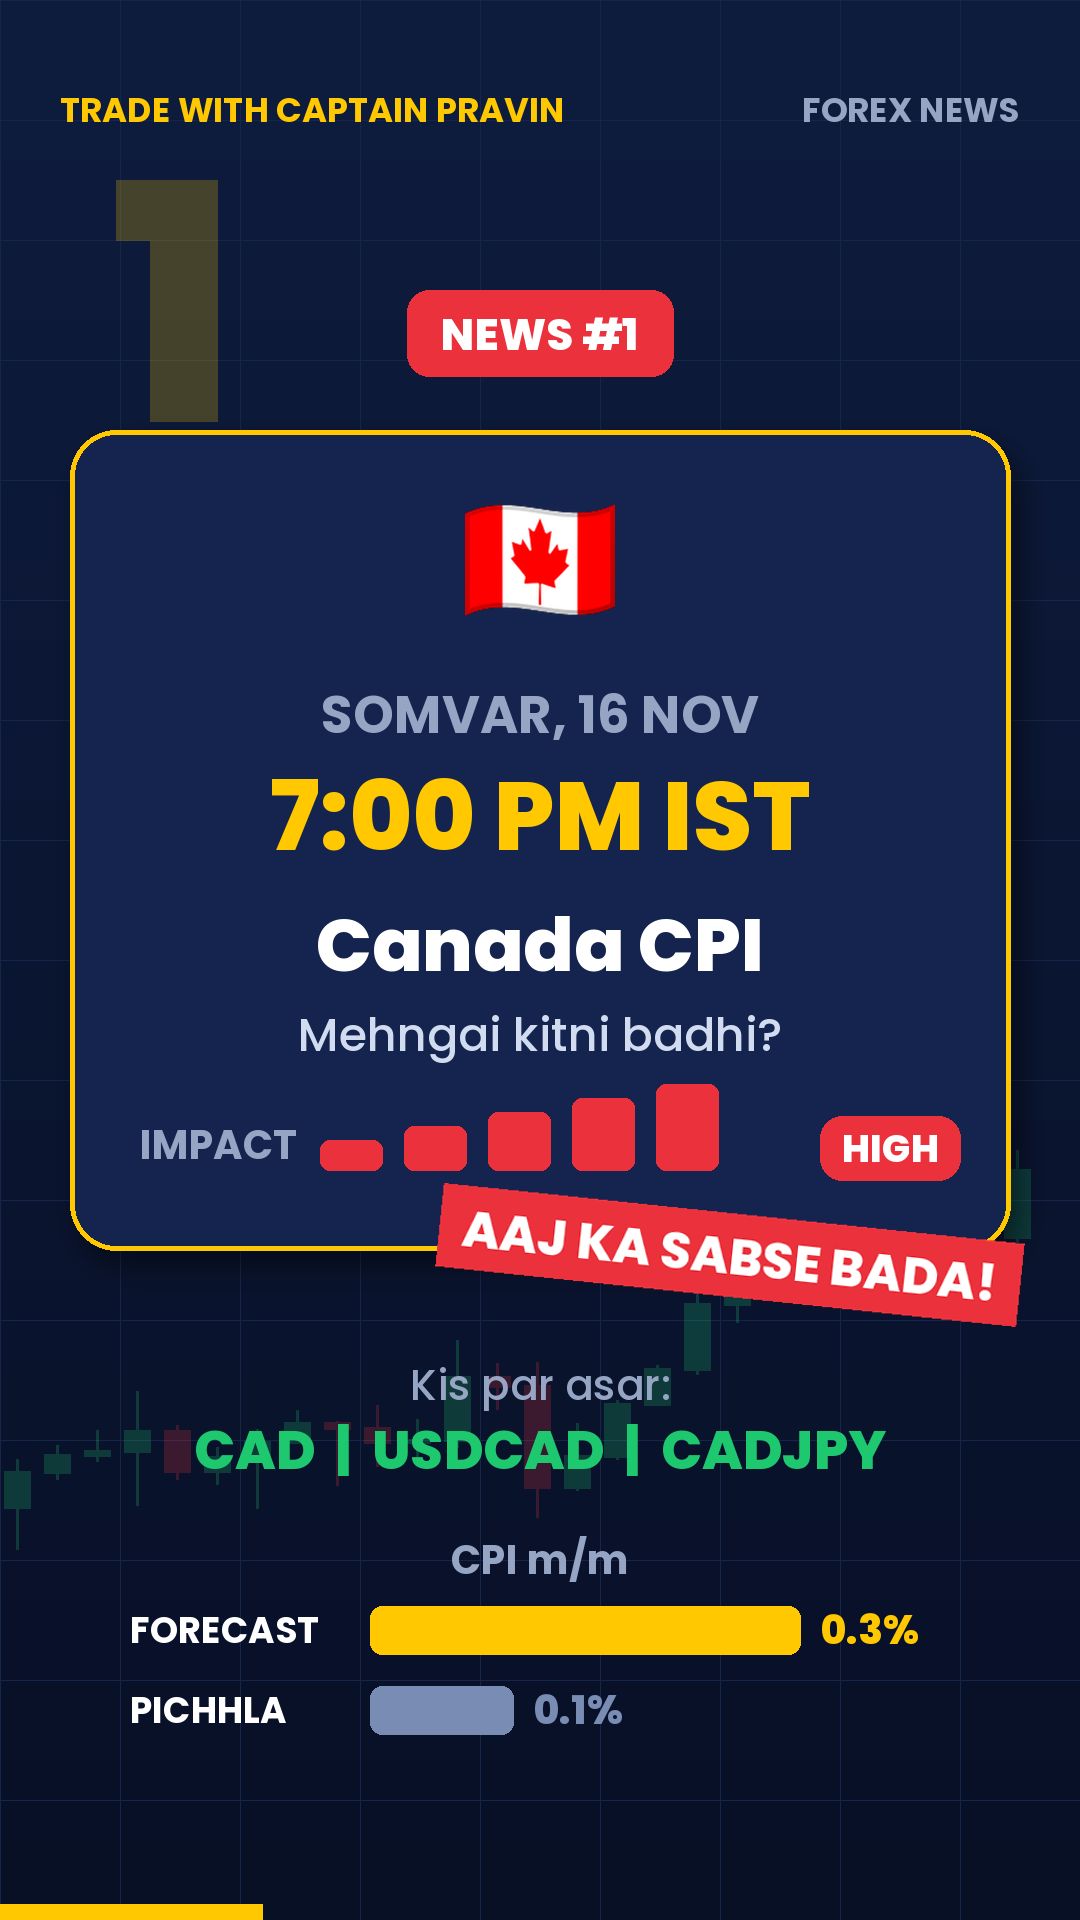 TRADE WITH CAPTAIN PRAVIN
FOREX NEWS
1
NEWS #1
SOMVAR, 16 NOV
7:00 PM IST
Canada CPI
Mehngai kitni badhi?
IMPACT
HIGH
AAJ KA SABSE BADA!
Kis par asar:
CAD | USDCAD | CADJPY
CPI m/m
FORECAST 0.3%
PICHHLA 0.1%